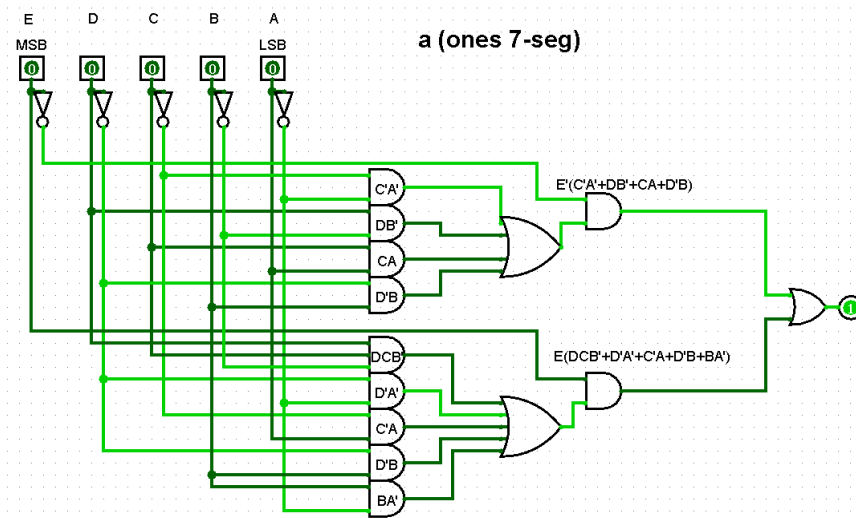 E D C B A
MSB LSB
a (ones 7-seg)
0 0 0 0 0
E'(C'A'+DB'+CA+D'B)
C'A'
DB'
CA
D'B
1
E(DCB'+D'A'+C'A+D'B+BA')
DCB'
D'A'
C'A
D'B
BA'